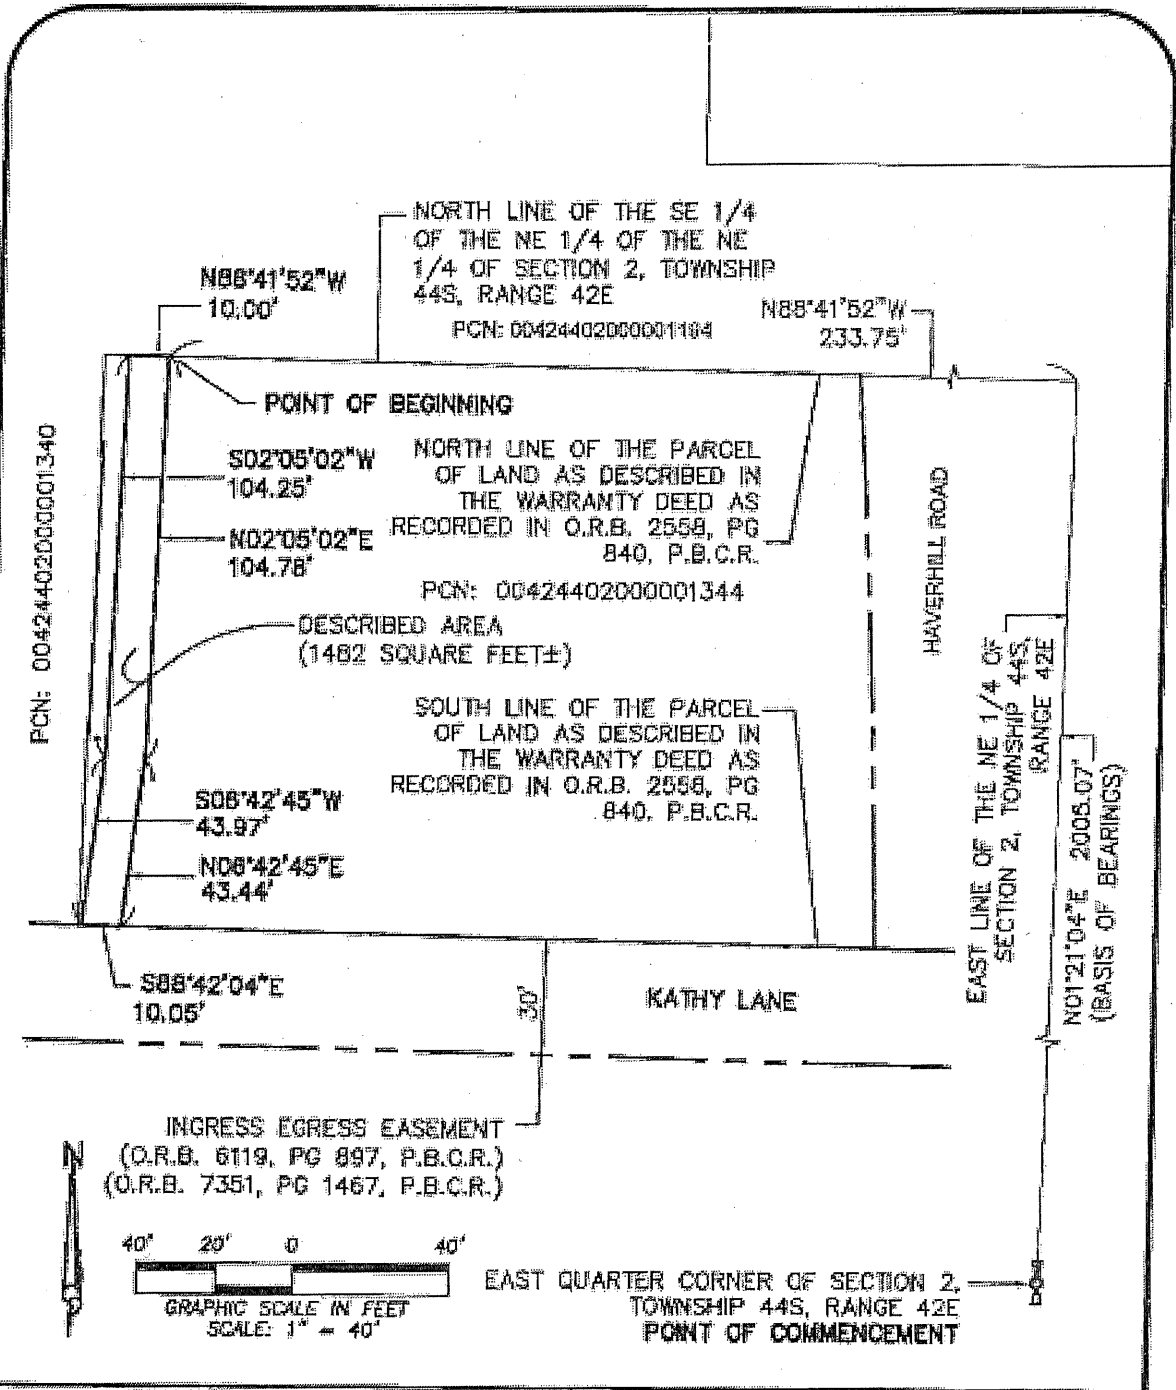 NORTH LINE OF THE SE 1/4
OF THE NE 1/4 OF THE NE
1/4 OF SECTION 2, TOWNSHIP
44S, RANGE 42E
N88°41'52"W
10.00'
PCN: 00424402000001184
N88°41'52"W
233.75'
POINT OF BEGINNING
PCN: 00424402000001340
S02°05'02"W
104.25'
N02°05'02"E
104.78'
NORTH LINE OF THE PARCEL
OF LAND AS DESCRIBED IN
THE WARRANTY DEED AS
RECORDED IN O.R.B. 2558, PG
840, P.B.C.R.
PCN: 00424402000001344
HAVERHILL ROAD
DESCRIBED AREA
(1482 SQUARE FEET±)
SOUTH LINE OF THE PARCEL
OF LAND AS DESCRIBED IN
THE WARRANTY DEED AS
RECORDED IN O.R.B. 2558, PG
840, P.B.C.R.
EAST LINE OF THE NE 1/4 OF
SECTION 2, TOWNSHIP 44S,
RANGE 42E
N01°21'04"E 2005.07'
(BASIS OF BEARINGS)
43.97'
43.44'
S88°42'04"E
10.05'
30'
KATHY LANE
INGRESS EGRESS EASEMENT
(O.R.B. 6119, PG 897, P.B.C.R.)
(O.R.B. 7351, PG 1467, P.B.C.R.)
N
40' 20' 0 40'
GRAPHIC SCALE IN FEET
SCALE: 1" = 40'
EAST QUARTER CORNER OF SECTION 2,
TOWNSHIP 44S, RANGE 42E
POINT OF COMMENCEMENT